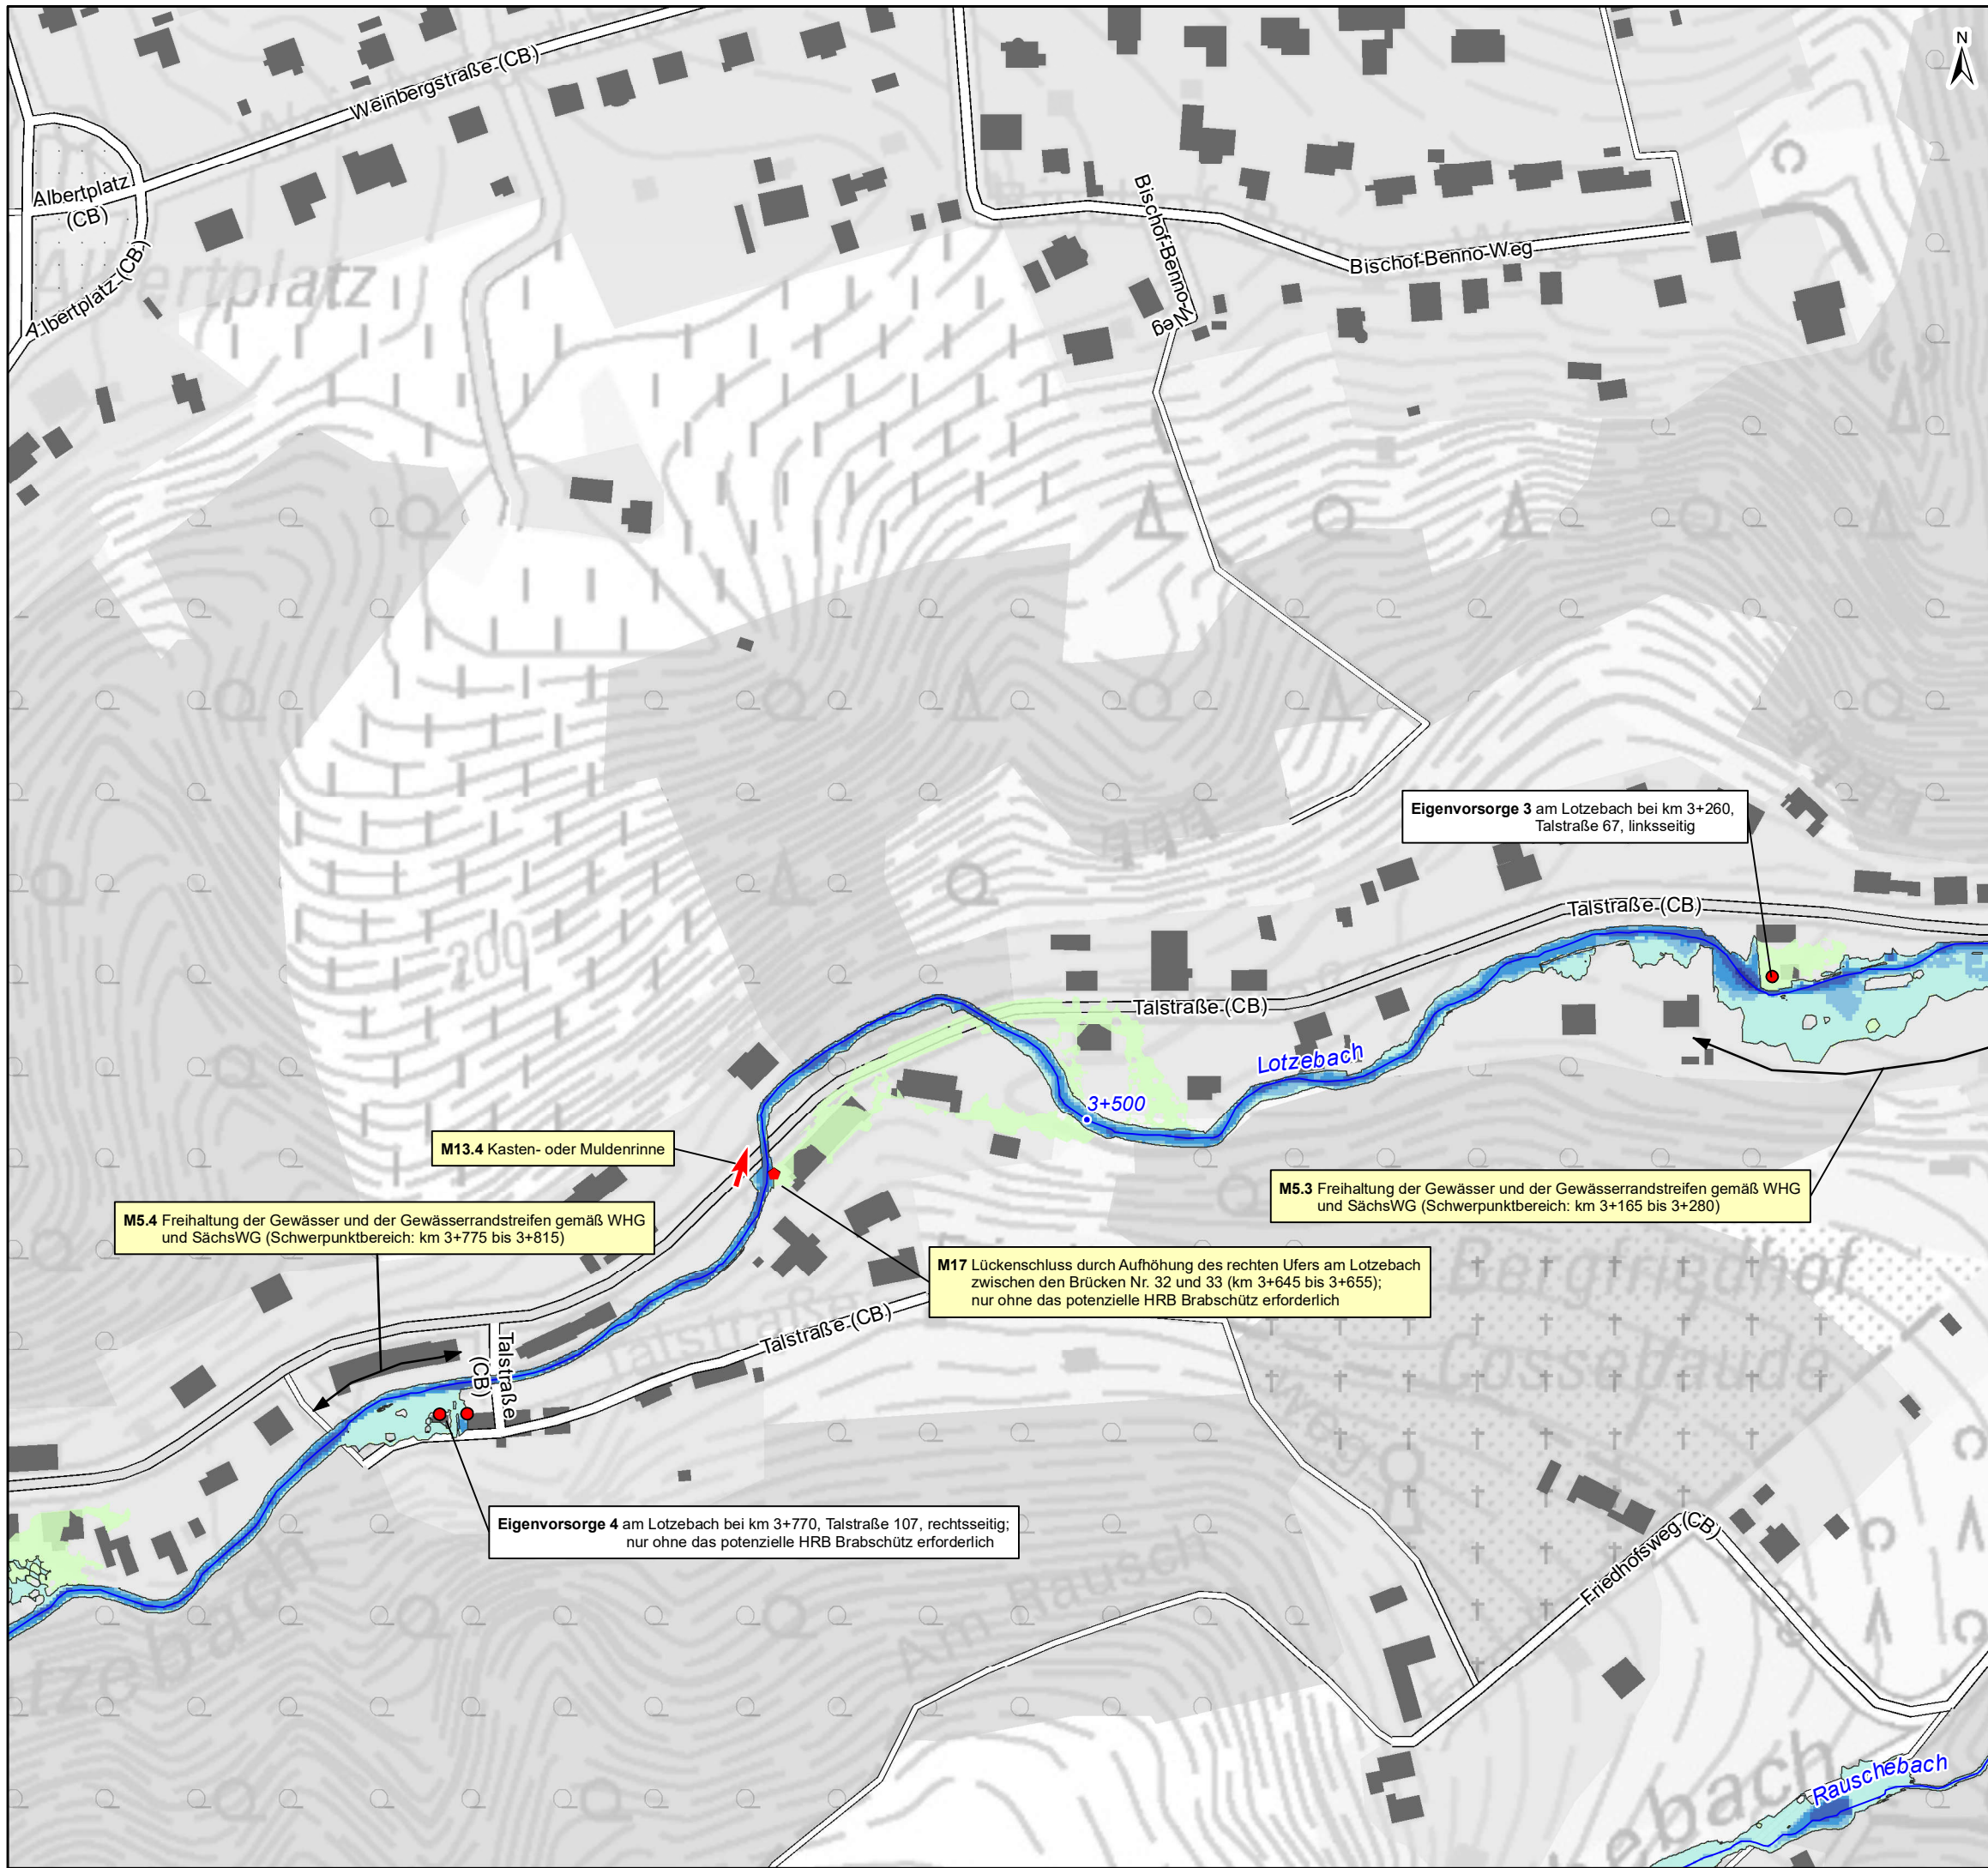 N
Weinbergstraße (CB)
Albertplatz
(CB)
Albertplatz (CB)
Albertplatz
Bischof-Benno-Weg
Bischof-Benno-Weg
200
Eigenvorsorge 3 am Lotzebach bei km 3+260,
Talstraße 67, linksseitig
Talstraße (CB)
Talstraße (CB)
Lotzebach
3+500
M13.4 Kasten- oder Muldenrinne
M5.3 Freihaltung der Gewässer und der Gewässerrandstreifen gemäß WHG
und SächsWG (Schwerpunktbereich: km 3+165 bis 3+280)
M5.4 Freihaltung der Gewässer und der Gewässerrandstreifen gemäß WHG
und SächsWG (Schwerpunktbereich: km 3+775 bis 3+815)
M17 Lückenschluss durch Aufhöhung des rechten Ufers am Lotzebach
zwischen den Brücken Nr. 32 und 33 (km 3+645 bis 3+655);
nur ohne das potenzielle HRB Brabschütz erforderlich
Talstraße
Talstraße (CB)
Talstraße
(CB)
Eigenvorsorge 4 am Lotzebach bei km 3+770, Talstraße 107, rechtsseitig;
nur ohne das potenzielle HRB Brabschütz erforderlich
Friedhofsweg (CB)
Am Rausch
tzebach
ebach
Rauschebach